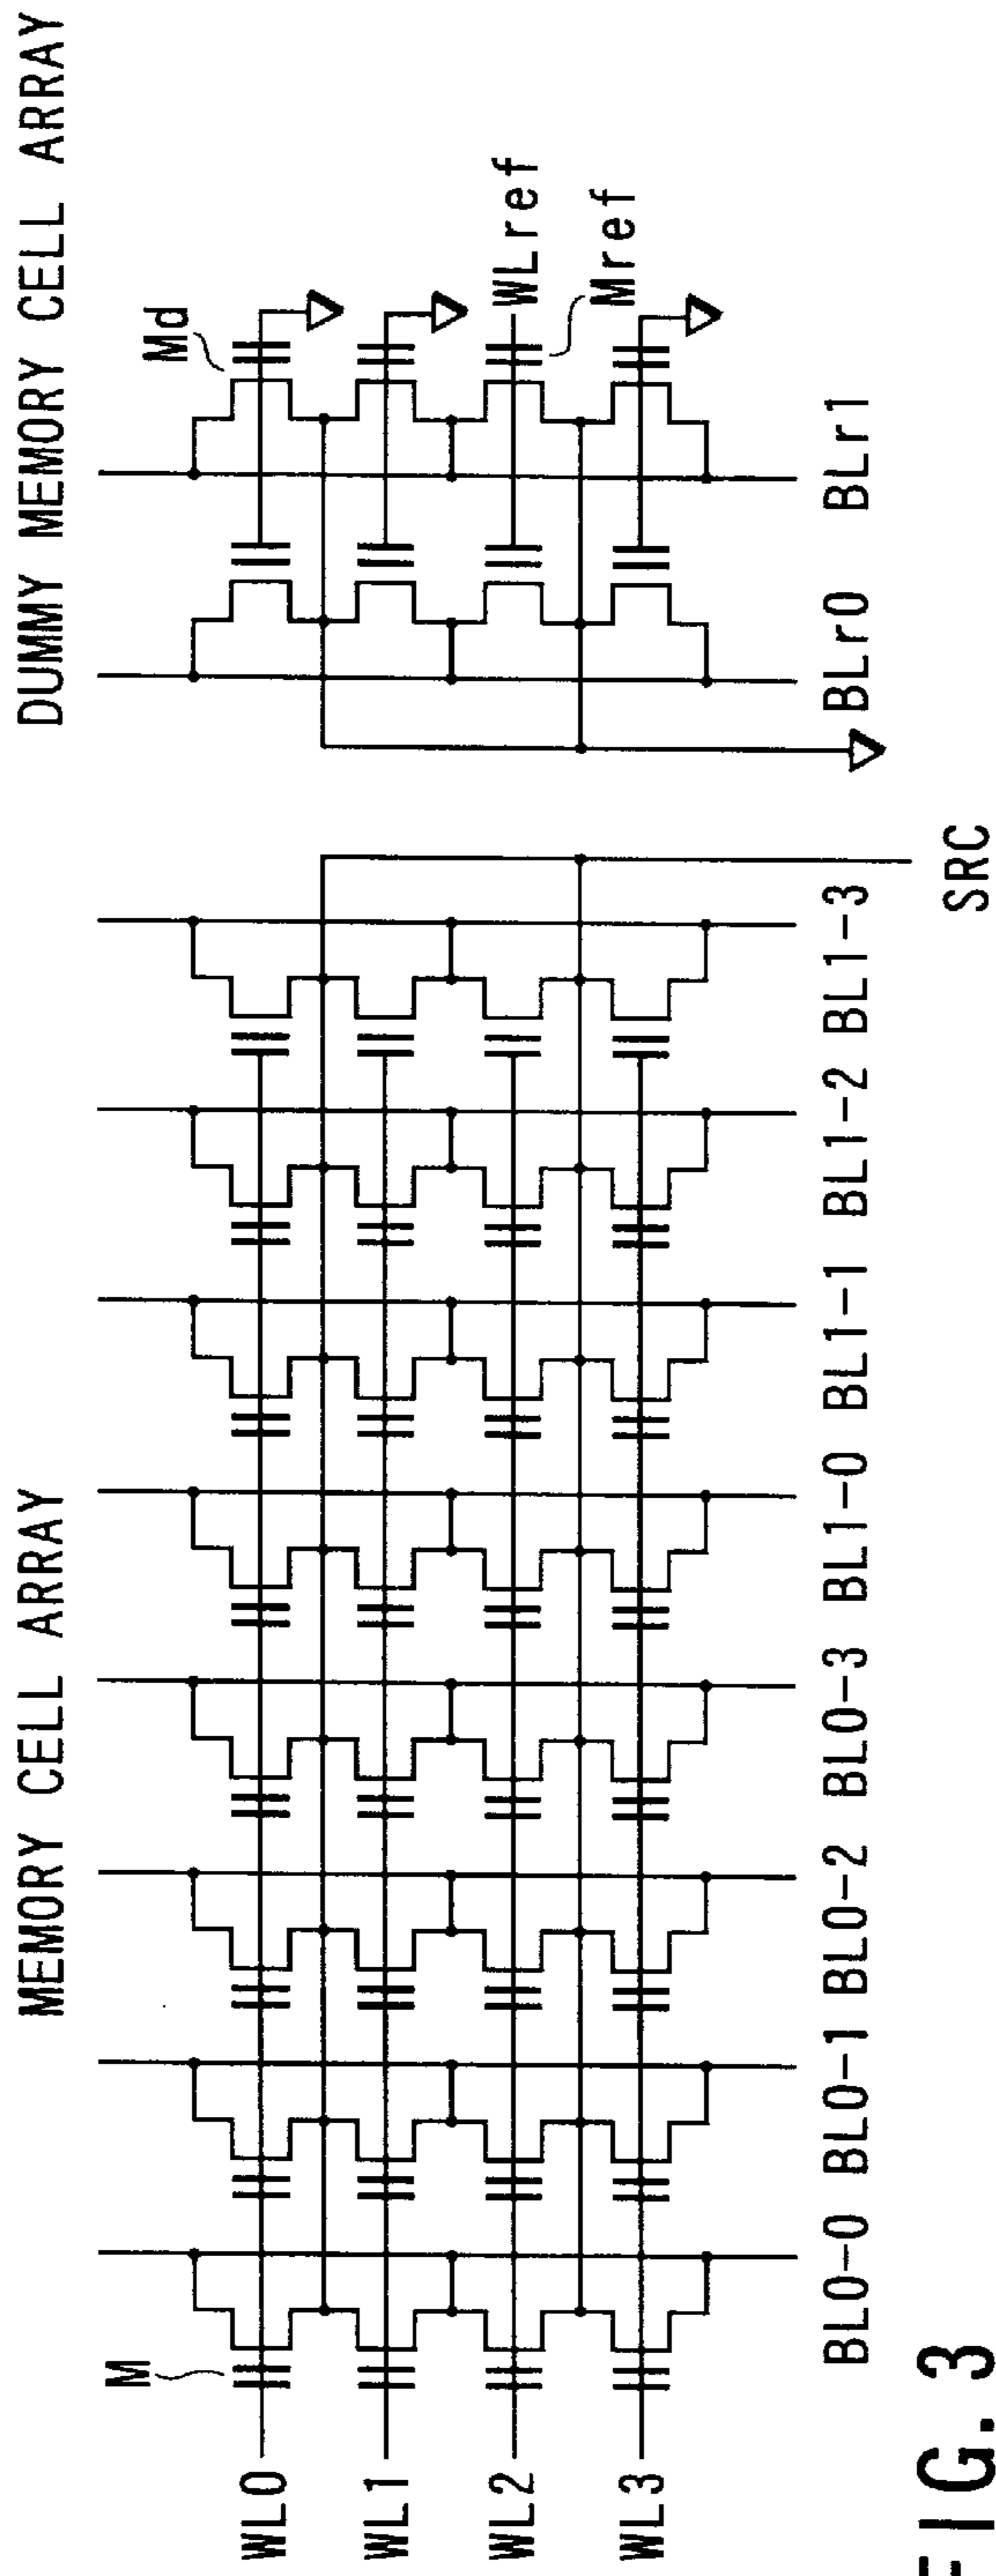 MEMORY CELL ARRAY
DUMMY MEMORY CELL ARRAY
M
Md
WL0
WL1
WL2
WL3
WLref
Mref
BL0-0 BL0-1 BL0-2 BL0-3 BL1-0 BL1-1 BL1-2 BL1-3
BLr0 BLr1
SRC
FIG. 3